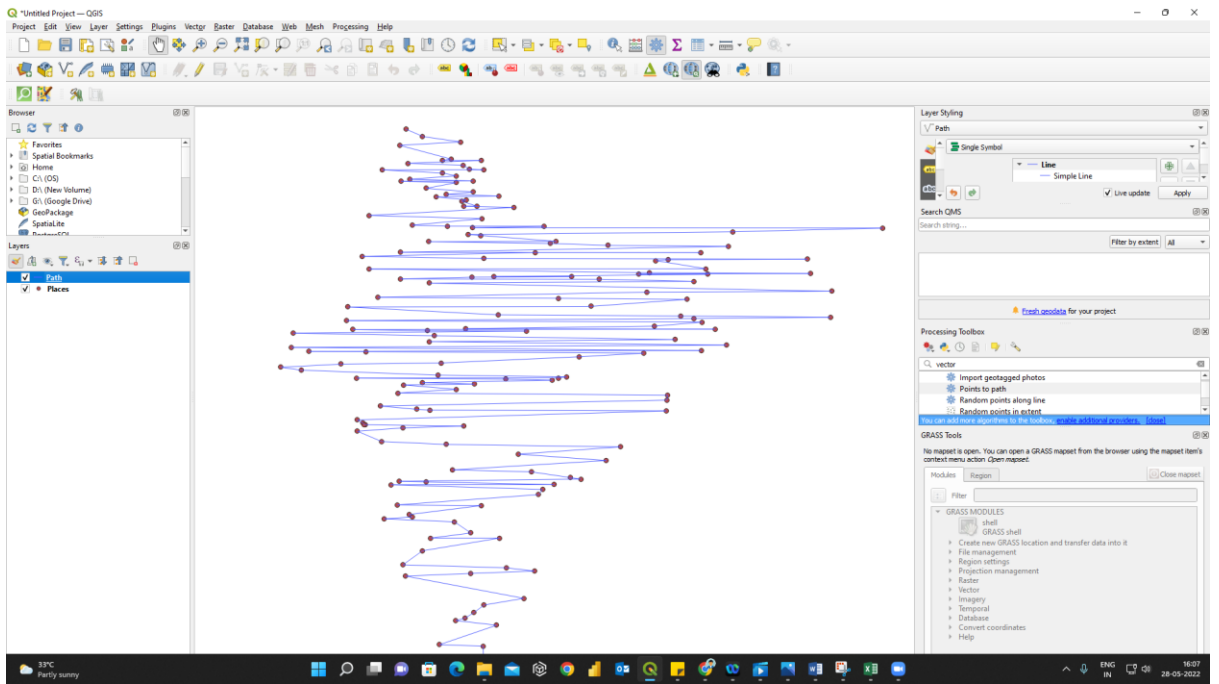 *Untitled Project — QGIS
Project Edit View Layer Settings Plugins Vector Raster Database Web Mesh Processing Help
Browser
Favorites
Spatial Bookmarks
Home
C:\ (OS)
D:\ (New Volume)
G:\ (Google Drive)
GeoPackage
SpatiaLite
PostgreSQL
Layers
Path
Places
Layer Styling
Path
Single Symbol
Line
Simple Line
Live update Apply
Search QMS
Search string...
Filter by extent All
Fresh geodata for your project
Processing Toolbox
vector
Import geotagged photos
Points to path
Random points along line
Random points in extent
You can add more algorithms to the toolbox, enable additional providers. [close]
GRASS Tools
No mapset is open. You can open a GRASS mapset from the browser using the mapset item's
context menu action Open mapset.
Modules Region Close mapset
Filter
GRASS MODULES
shell
GRASS shell
Create new GRASS location and transfer data into it
File management
Region settings
Projection management
Raster
Vector
Imagery
Temporal
Database
Convert coordinates
Help
33°C
Partly sunny
ENG
IN
16:07
28-05-2022